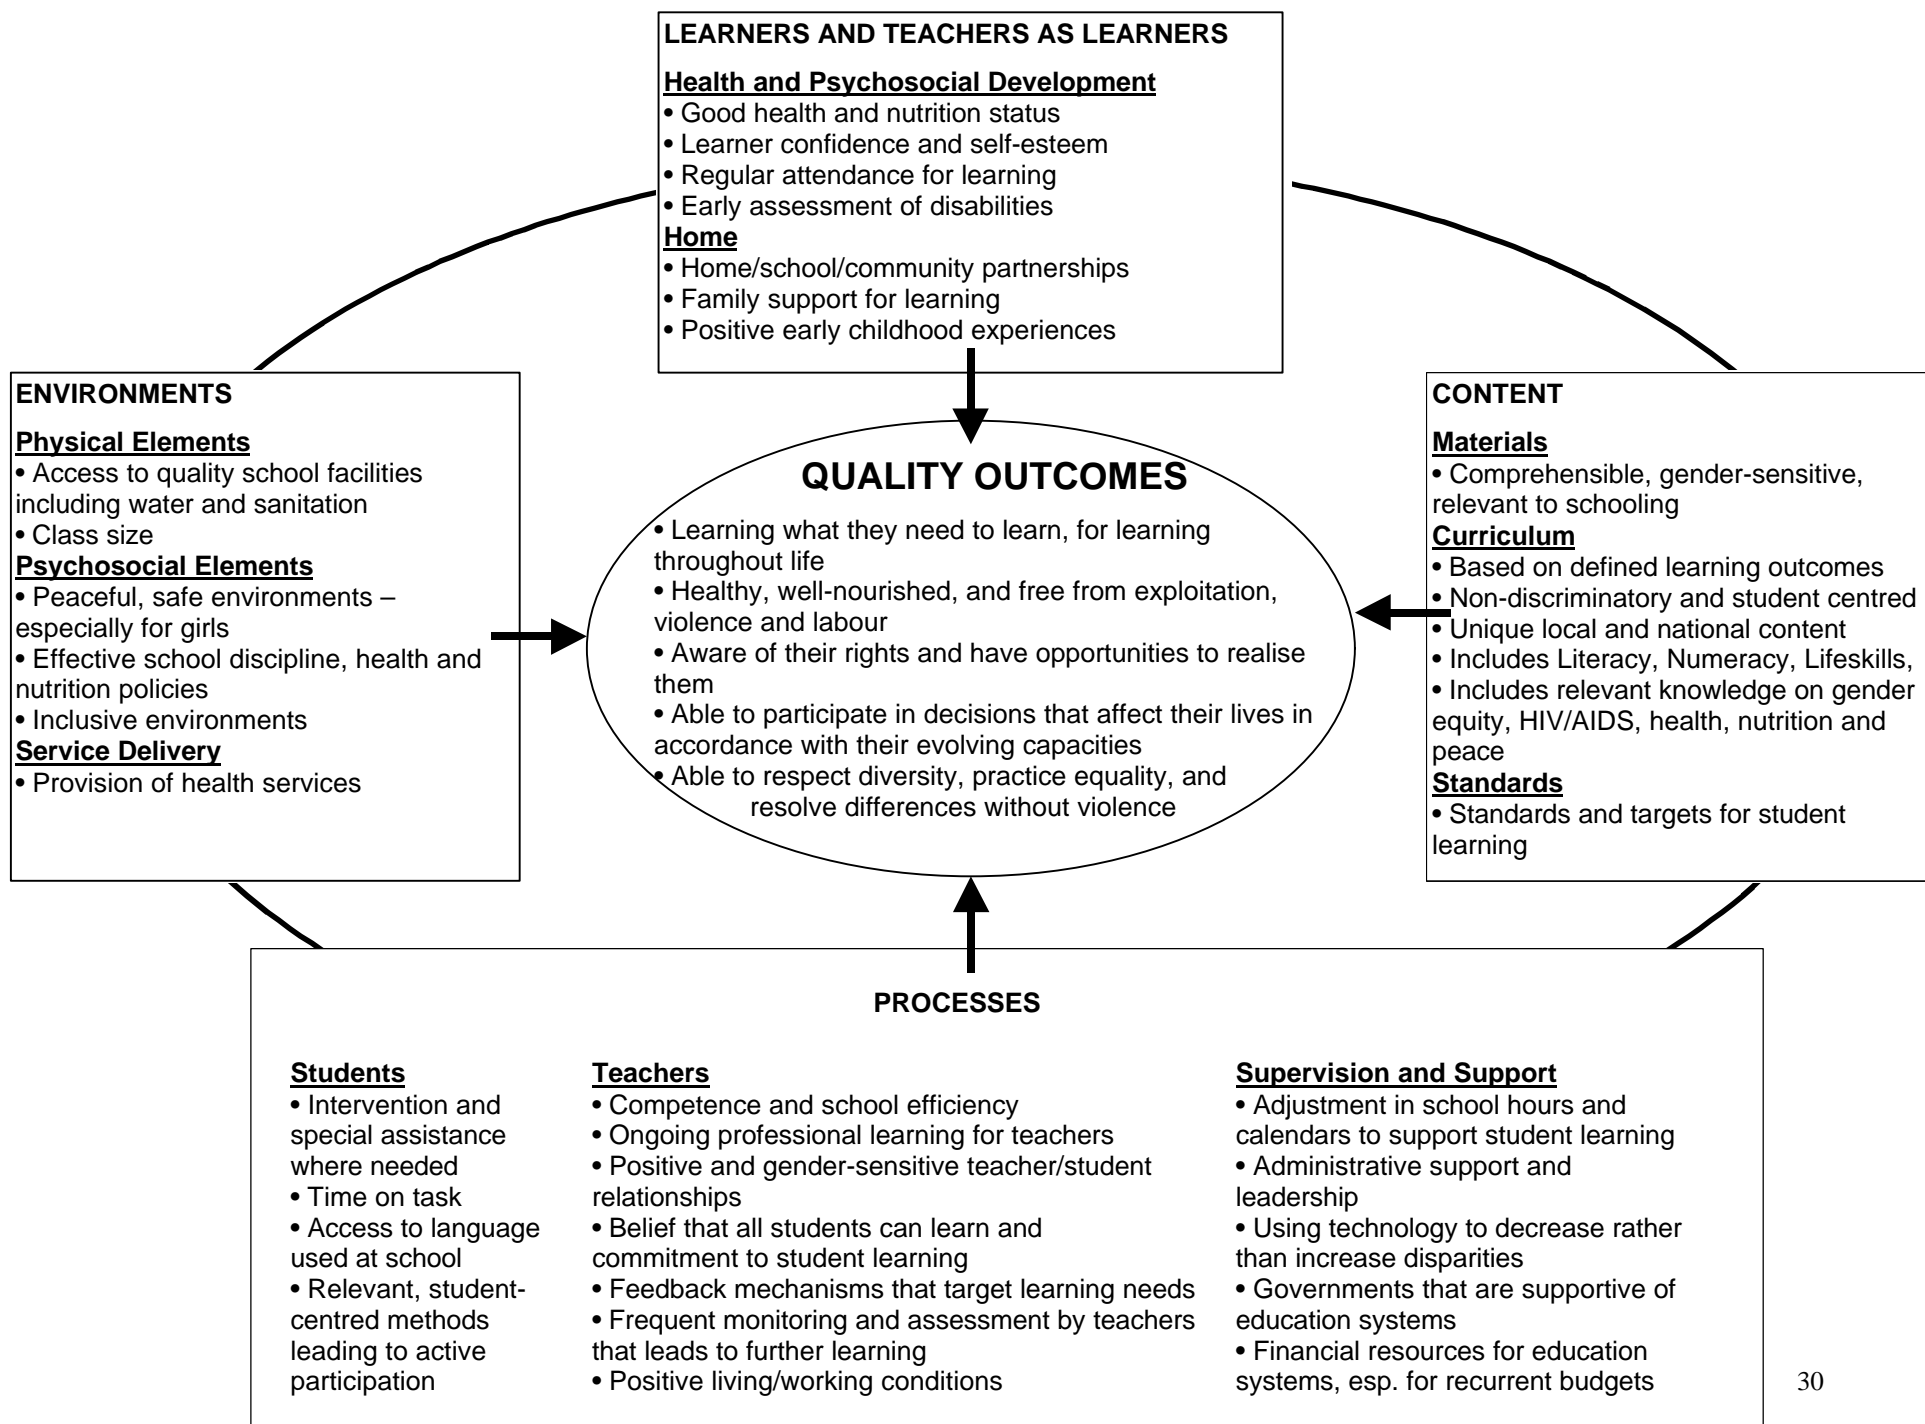 LEARNERS AND TEACHERS AS LEARNERS
Health and Psychosocial Development
• Good health and nutrition status
• Learner confidence and self-esteem
• Regular attendance for learning
• Early assessment of disabilities
Home
• Home/school/community partnerships
• Family support for learning
• Positive early childhood experiences
ENVIRONMENTS
Physical Elements
• Access to quality school facilities
including water and sanitation
• Class size
Psychosocial Elements
• Peaceful, safe environments –
especially for girls
• Effective school discipline, health and
nutrition policies
• Inclusive environments
Service Delivery
• Provision of health services
QUALITY OUTCOMES
• Learning what they need to learn, for learning
throughout life
• Healthy, well-nourished, and free from exploitation,
violence and labour
• Aware of their rights and have opportunities to realise
them
• Able to participate in decisions that affect their lives in
accordance with their evolving capacities
• Able to respect diversity, practice equality, and
resolve differences without violence
CONTENT
Materials
• Comprehensible, gender-sensitive,
relevant to schooling
Curriculum
• Based on defined learning outcomes
• Non-discriminatory and student centred
• Unique local and national content
• Includes Literacy, Numeracy, Lifeskills,
• Includes relevant knowledge on gender
equity, HIV/AIDS, health, nutrition and
peace
Standards
• Standards and targets for student
learning
PROCESSES
Students
• Intervention and
special assistance
where needed
• Time on task
• Access to language
used at school
• Relevant, student-
centred methods
leading to active
participation
Teachers
• Competence and school efficiency
• Ongoing professional learning for teachers
• Positive and gender-sensitive teacher/student
relationships
• Belief that all students can learn and
commitment to student learning
• Feedback mechanisms that target learning needs
• Frequent monitoring and assessment by teachers
that leads to further learning
• Positive living/working conditions
Supervision and Support
• Adjustment in school hours and
calendars to support student learning
• Administrative support and
leadership
• Using technology to decrease rather
than increase disparities
• Governments that are supportive of
education systems
• Financial resources for education
systems, esp. for recurrent budgets
30